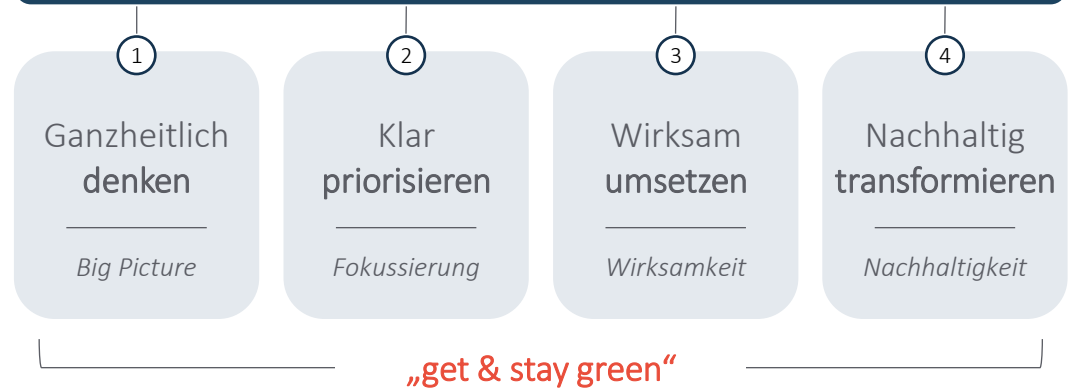 1
2
3
4
Ganzheitlich
denken
Big Picture
Klar
priorisieren
Fokussierung
Wirksam
umsetzen
Wirksamkeit
Nachhaltig
transformieren
Nachhaltigkeit
„get & stay green“